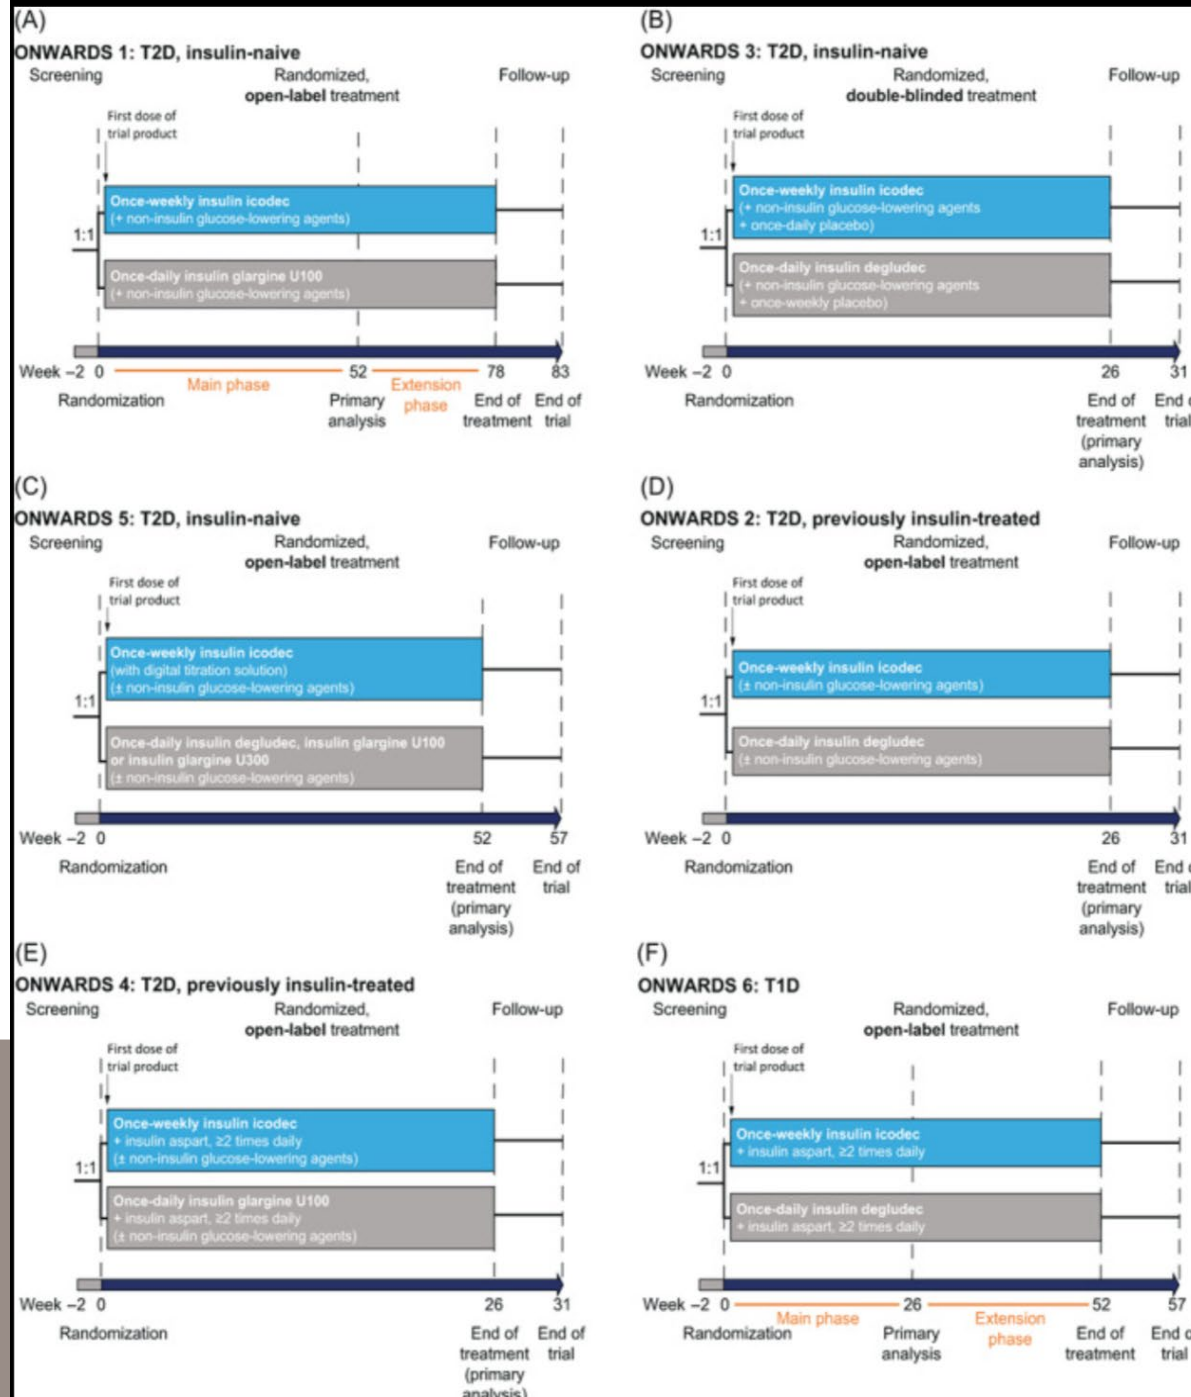 (A)
ONWARDS 1: T2D, insulin-naive
Screening Randomized, Follow-up
open-label treatment
First dose of
trial product
Once-weekly insulin icodec
(+ non-insulin glucose-lowering agents)
1:1
Once-daily insulin glargine U100
(+ non-insulin glucose-lowering agents)
Week –2 0 52 78 83
Main phase Extension
phase
Randomization Primary End of End of
analysis treatment trial
(B)
ONWARDS 3: T2D, insulin-naive
Screening Randomized, Follow-up
double-blinded treatment
First dose of
trial product
Once-weekly insulin icodec
(+ non-insulin glucose-lowering agents
+ once-daily placebo)
1:1
Once-daily insulin degludec
(+ non-insulin glucose-lowering agents
+ once-weekly placebo)
Week –2 0 26 31
Randomization End of End o
treatment trial
(primary
analysis)
(C)
ONWARDS 5: T2D, insulin-naive
Screening Randomized, Follow-up
open-label treatment
First dose of
trial product
Once-weekly insulin icodec
(with digital titration solution)
(± non-insulin glucose-lowering agents)
1:1
Once-daily insulin degludec, insulin glargine U100
or insulin glargine U300
(± non-insulin glucose-lowering agents)
Week –2 0 52 57
Randomization End of End of
treatment trial
(primary
analysis)
(D)
ONWARDS 2: T2D, previously insulin-treated
Screening Randomized, Follow-up
open-label treatment
First dose of
trial product
Once-weekly insulin icodec
(± non-insulin glucose-lowering agents)
1:1
Once-daily insulin degludec
(± non-insulin glucose-lowering agents)
Week –2 0 26 31
Randomization End of End o
treatment trial
(primary
analysis)
(E)
ONWARDS 4: T2D, previously insulin-treated
Screening Randomized, Follow-up
open-label treatment
First dose of
trial product
Once-weekly insulin icodec
+ insulin aspart, ≥2 times daily
(± non-insulin glucose-lowering agents)
1:1
Once-daily insulin glargine U100
+ insulin aspart, ≥2 times daily
(± non-insulin glucose-lowering agents)
Week –2 0 26 31
Randomization End of End of
treatment trial
(primary
analysis)
(F)
ONWARDS 6: T1D
Screening Randomized, Follow-up
open-label treatment
First dose of
trial product
Once-weekly insulin icodec
+ insulin aspart, ≥2 times daily
1:1
Once-daily insulin degludec
+ insulin aspart, ≥2 times daily
Week –2 0 26 52 57
Main phase Extension
phase
Randomization Primary End of End o
analysis treatment trial